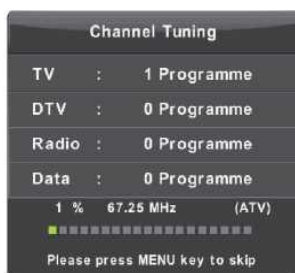 Channel Tuning
TV : 1 Programme
DTV : 0 Programme
Radio : 0 Programme
Data : 0 Programme
1 % 67.25 MHz (ATV)
Please press MENU key to skip